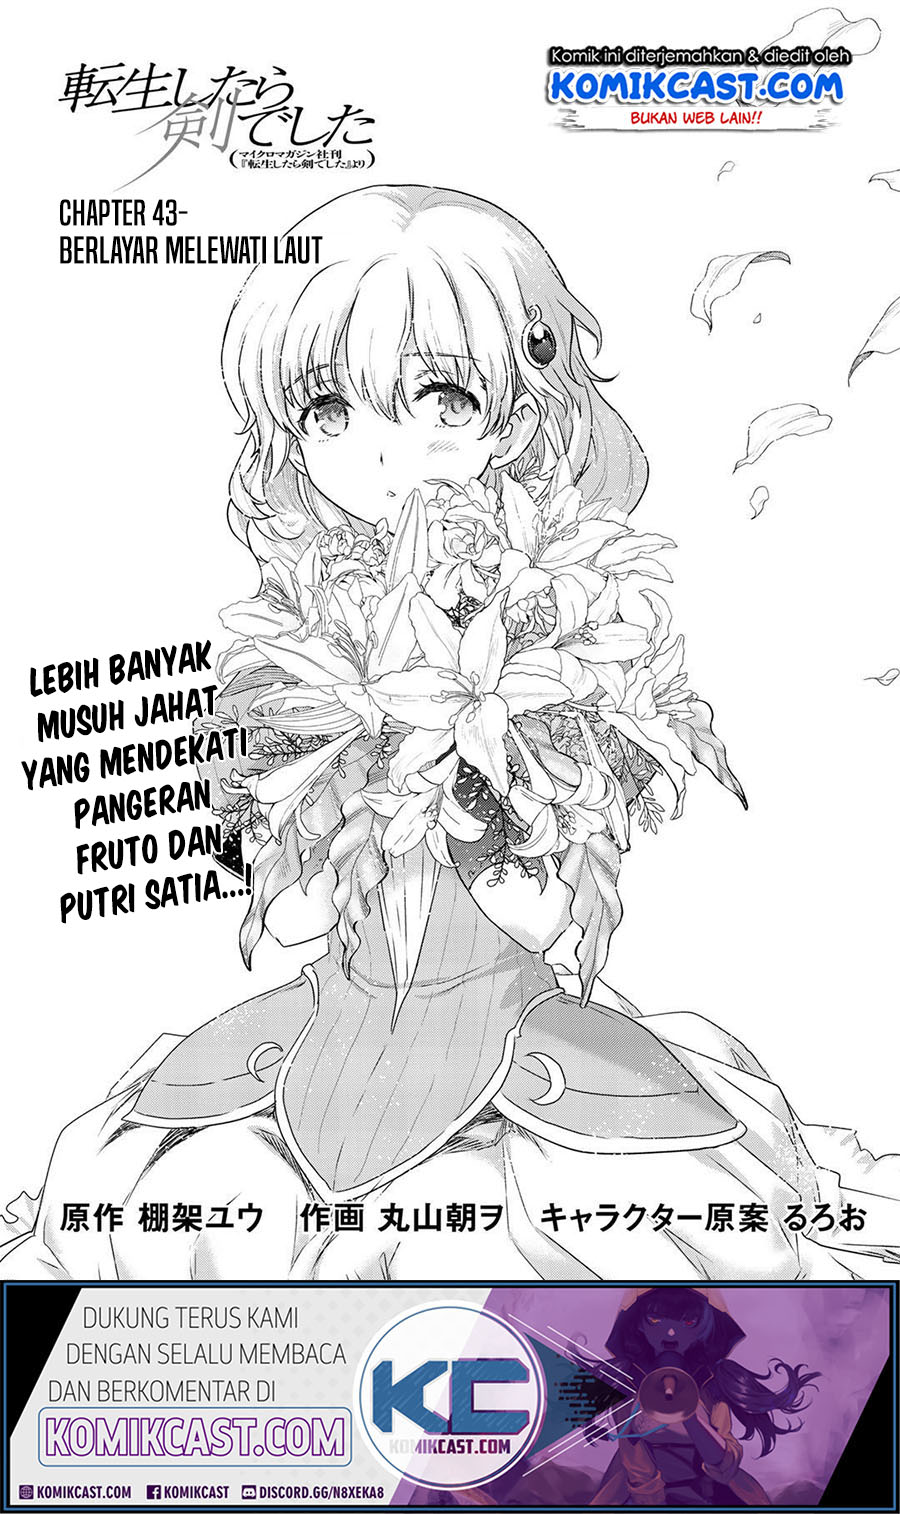 転生したら
剣でした
(マイクロマガジン社刊
『転生したら剣でした』より)
Komik ini diterjemahkan & diedit oleh
KOMIKCAST.COM
BUKAN WEB LAIN!!
CHAPTER 43-
BERLAYAR MELEWATI LAUT
LEBIH BANYAK
MUSUH JAHAT
YANG MENDEKATI
PANGERAN
FRUTO DAN
PUTRI SATIA...!
原作 棚架ユウ 作画 丸山朝ヲ キャラクター原案 るろお
DUKUNG TERUS KAMI
DENGAN SELALU MEMBACA
DAN BERKOMENTAR DI
KOMIKCAST.COM
KC
KOMIKCAST.COM
KOMIKCAST.COM KOMIKCAST DISCORD.GG/N8XEKA8